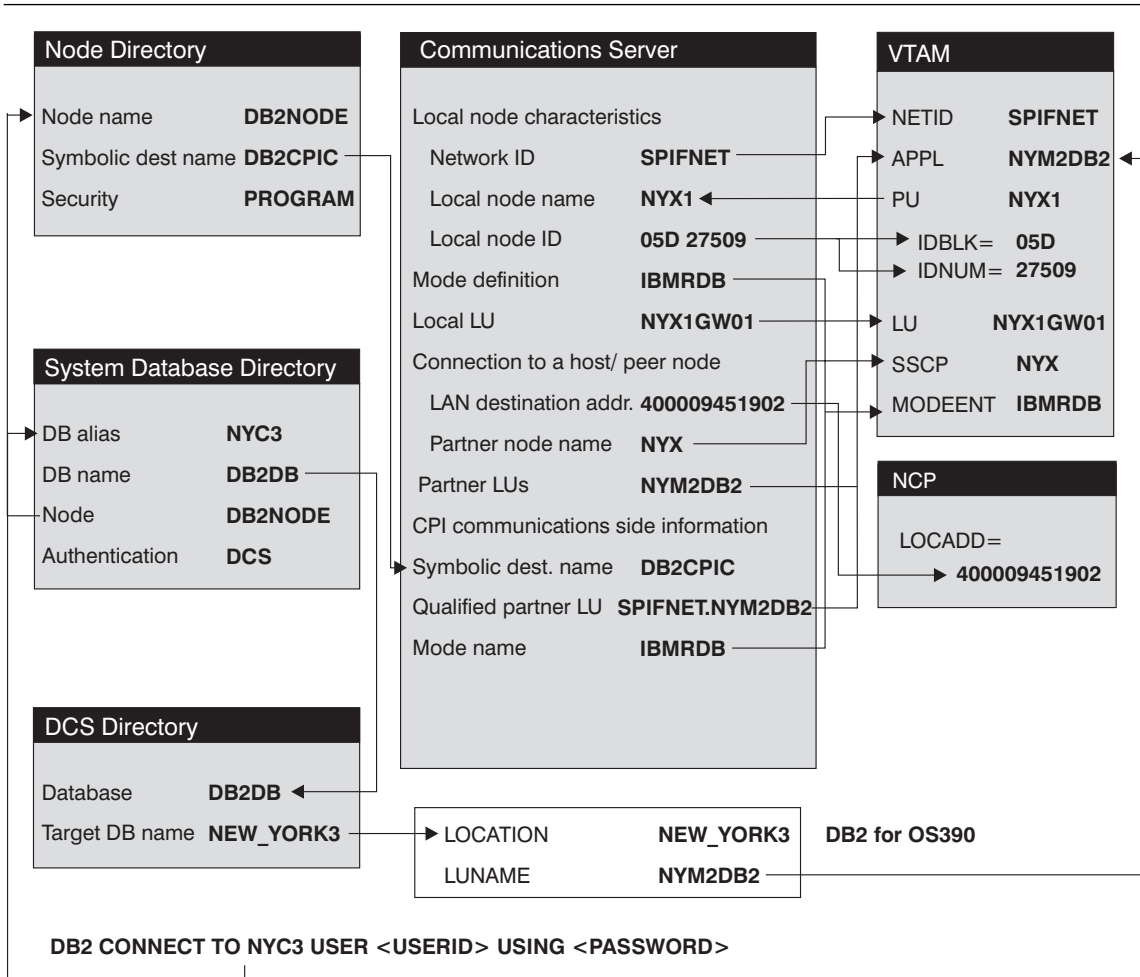 Node Directory
Node name DB2NODE
Symbolic dest name DB2CPIC
Security PROGRAM
System Database Directory
DB alias NYC3
DB name DB2DB
Node DB2NODE
Authentication DCS
DCS Directory
Database DB2DB
Target DB name NEW_YORK3
Communications Server
Local node characteristics
Network ID SPIFNET
Local node name NYX1
Local node ID 05D 27509
Mode definition IBMRDB
Local LU NYX1GW01
Connection to a host/ peer node
LAN destination addr. 400009451902
Partner node name NYX
Partner LUs NYM2DB2
CPI communications side information
Symbolic dest. name DB2CPIC
Qualified partner LU SPIFNET.NYM2DB2
Mode name IBMRDB
VTAM
NETID SPIFNET
APPL NYM2DB2
PU NYX1
IDBLK= 05D
IDNUM= 27509
LU NYX1GW01
SSCP NYX
MODEENT IBMRDB
NCP
LOCADD=
400009451902
LOCATION NEW_YORK3
LUNAME NYM2DB2
DB2 for OS390
DB2 CONNECT TO NYC3 USER <USERID> USING <PASSWORD>